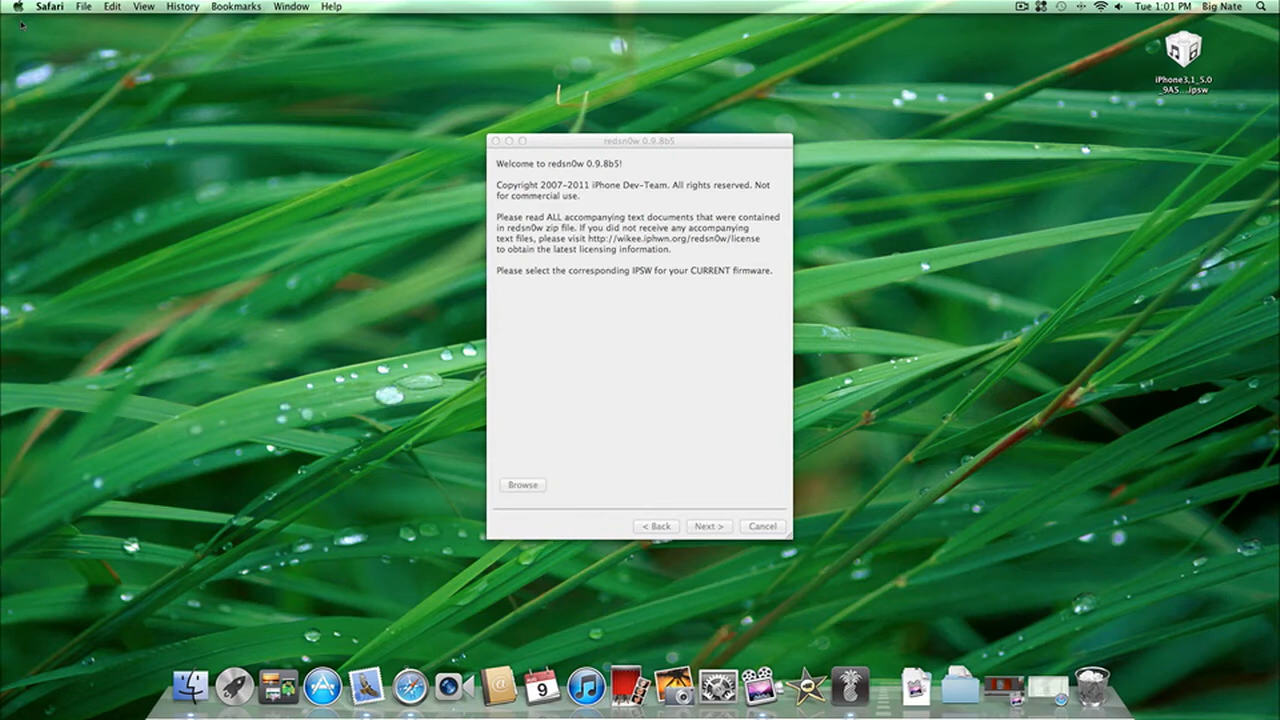 Safari File Edit View History Bookmarks Window Help
Tue 1:01 PM Big Nate
iPhone3,1_5.0
_9A5....ipsw
redsn0w 0.9.8b5
Welcome to redsn0w 0.9.8b5!
Copyright 2007-2011 iPhone Dev-Team. All rights reserved. Not
for commercial use.
Please read ALL accompanying text documents that were contained
in redsn0w zip file. If you did not receive any accompanying
text files, please visit http://wikee.iphwn.org/redsn0w/license
to obtain the latest licensing information.
Please select the corresponding IPSW for your CURRENT firmware.
Browse
< Back Next > Cancel
9